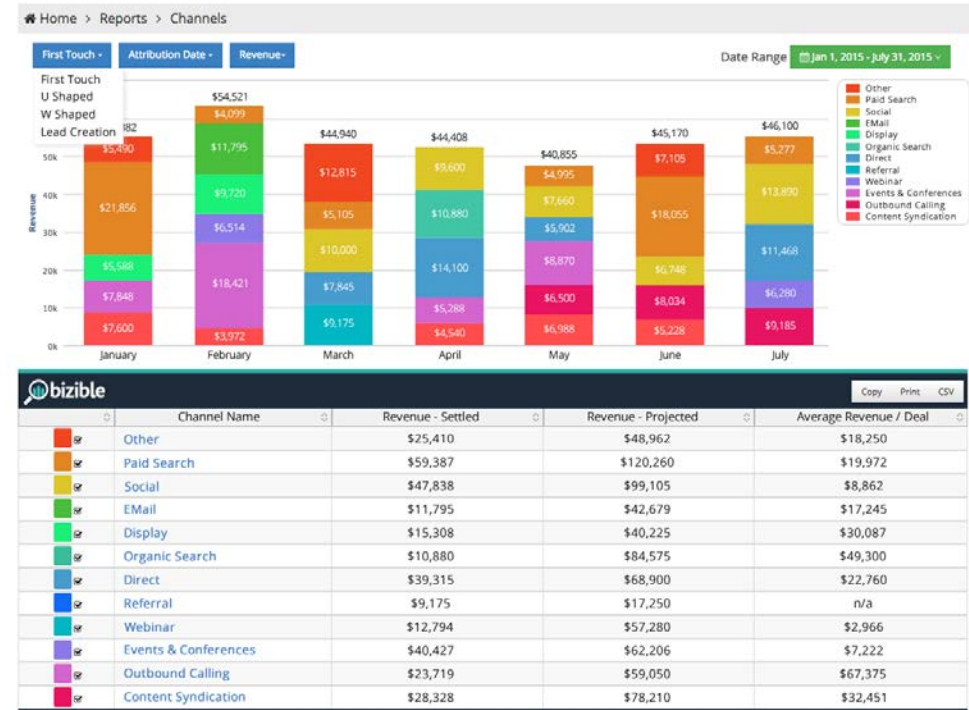 Home > Reports > Channels
First Touch Attribution Date Revenue Date Range Jan 1, 2015 - July 31, 2015
First Touch
U Shaped
W Shaped
Lead Creation
Revenue
50k
40k
30k
20k
10k
0k
382
$5,490
$21,856
$5,588
$7,848
$7,600
January
$54,521
$4,099
$11,795
$9,720
$6,514
$18,421
$3,972
February
$44,940
$12,815
$5,105
$10,000
$7,845
$9,175
March
$44,408
$9,600
$10,880
$14,100
$5,288
$4,540
April
$40,855
$4,995
$7,660
$5,902
$8,870
$6,500
$6,988
May
$45,170
$7,105
$18,055
$6,748
$8,034
$5,228
June
$46,100
$5,277
$13,890
$11,468
$6,280
$9,185
July
Other
Paid Search
Social
EMail
Display
Organic Search
Direct
Referral
Webinar
Events & Conferences
Outbound Calling
Content Syndication
bizible Copy Print CSV
Channel Name Revenue - Settled Revenue - Projected Average Revenue / Deal
Other $25,410 $48,962 $18,250
Paid Search $59,387 $120,260 $19,972
Social $47,838 $99,105 $8,862
EMail $11,795 $42,679 $17,245
Display $15,308 $40,225 $30,087
Organic Search $10,880 $84,575 $49,300
Direct $39,315 $68,900 $22,760
Referral $9,175 $17,250 n/a
Webinar $12,794 $57,280 $2,966
Events & Conferences $40,427 $62,206 $7,222
Outbound Calling $23,719 $59,050 $67,375
Content Syndication $28,328 $78,210 $32,451